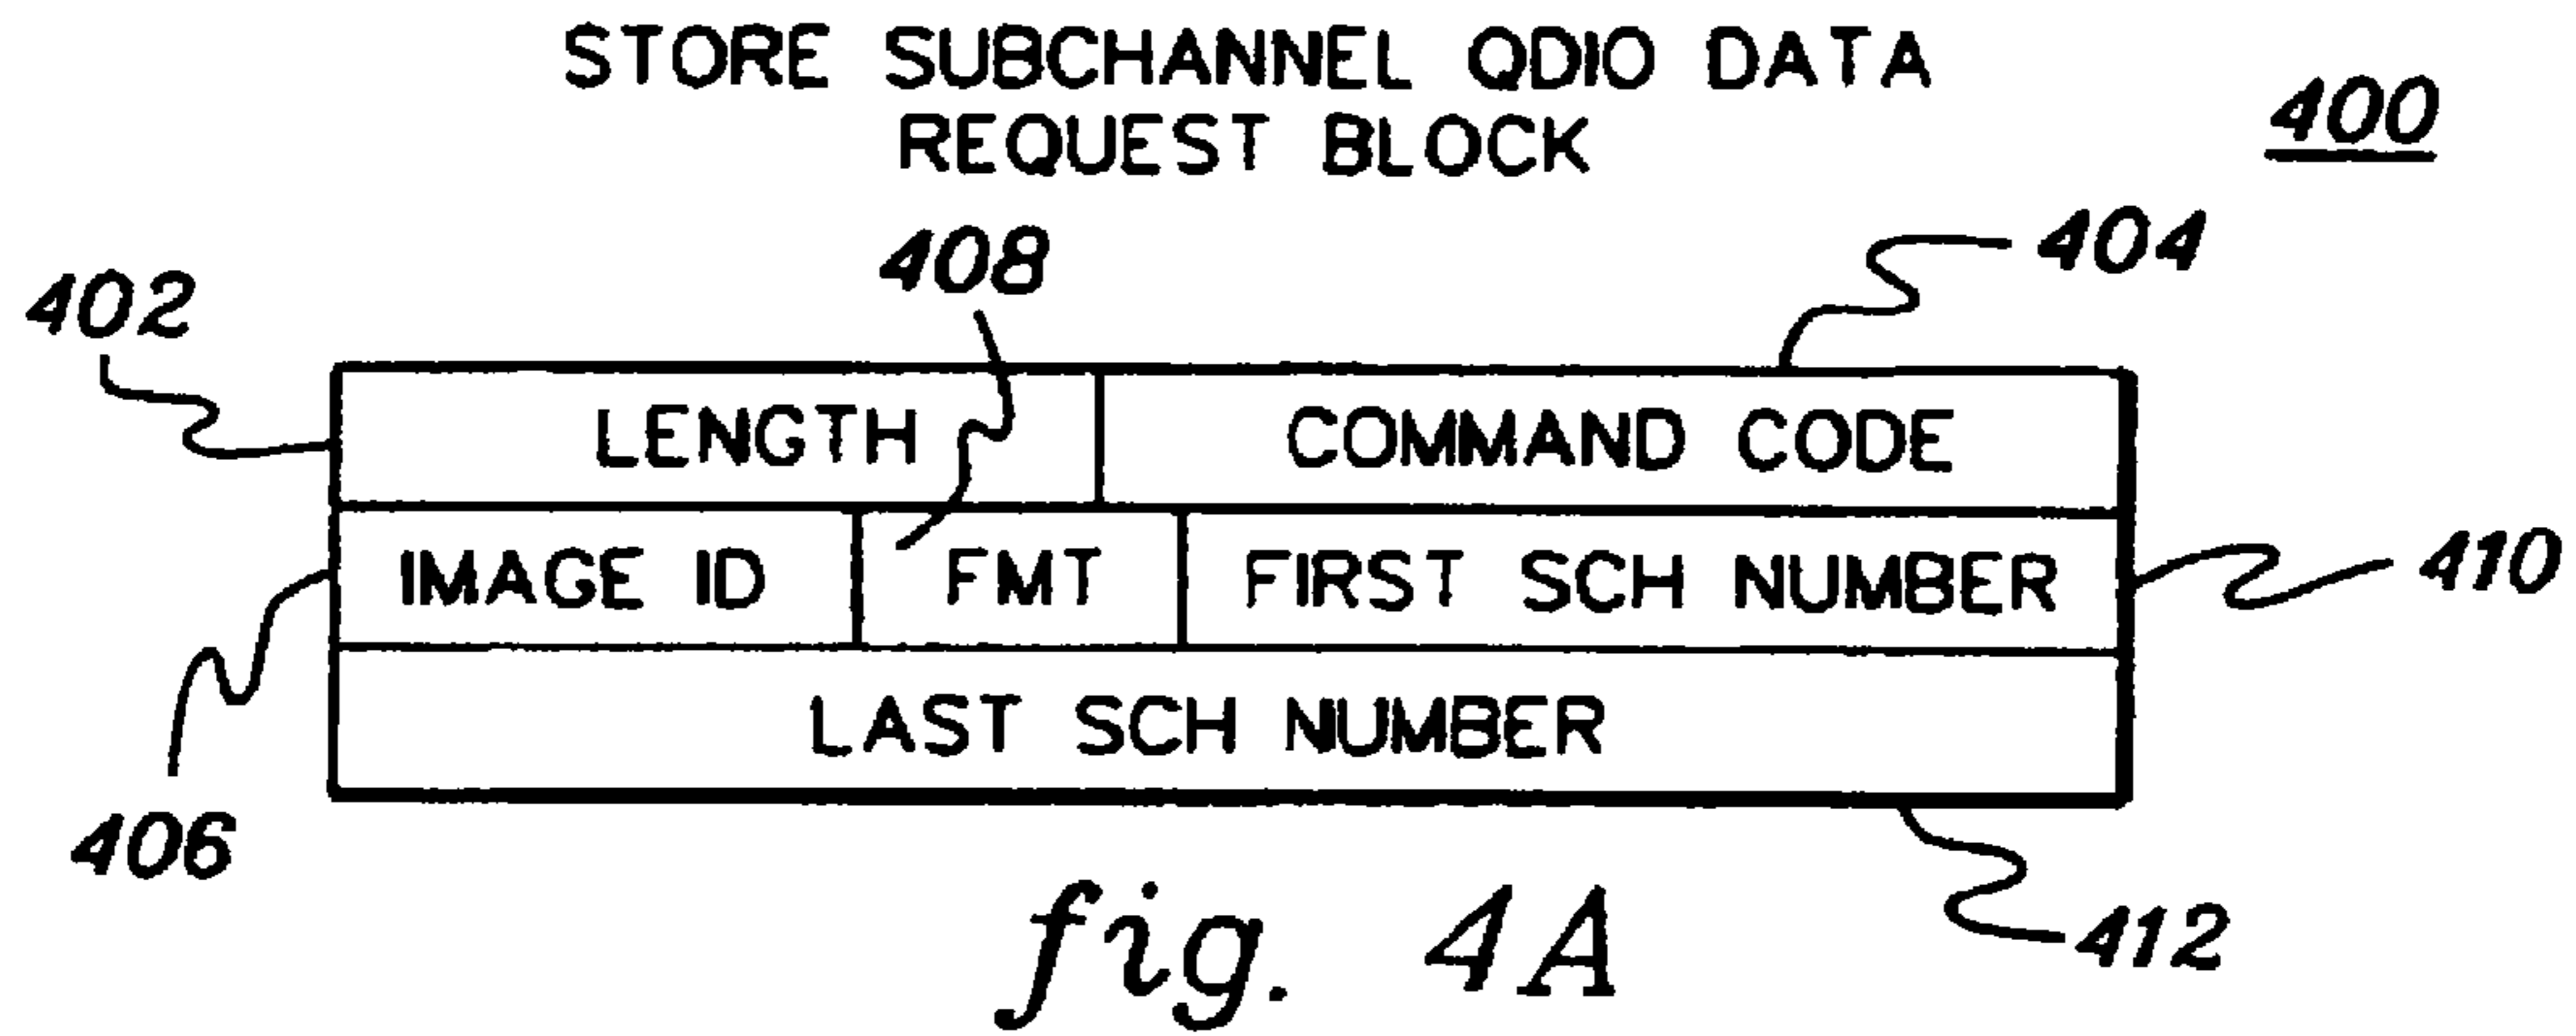 STORE SUBCHANNEL QDIO DATA
REQUEST BLOCK
400
404
408
402
LENGTH COMMAND CODE
IMAGE ID FMT FIRST SCH NUMBER
410
LAST SCH NUMBER
406
412
fig. 4A